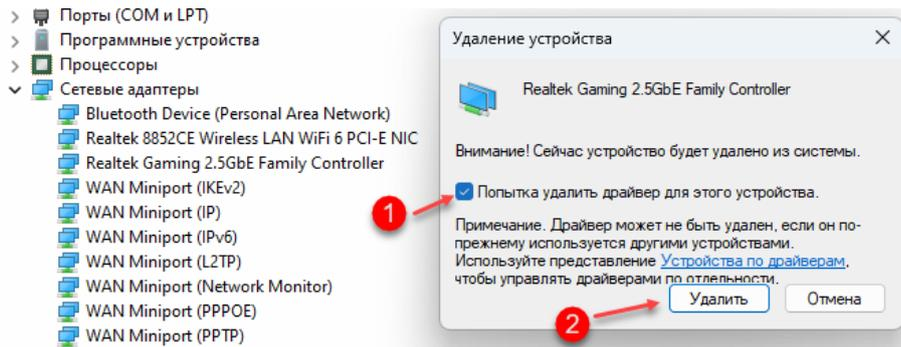 Порты (COM и LPT)
Программные устройства
Процессоры
Сетевые адаптеры
Bluetooth Device (Personal Area Network)
Realtek 8852CE Wireless LAN WiFi 6 PCI-E NIC
Realtek Gaming 2.5GbE Family Controller
WAN Miniport (IKEv2)
WAN Miniport (IP)
WAN Miniport (IPv6)
WAN Miniport (L2TP)
WAN Miniport (Network Monitor)
WAN Miniport (PPPOE)
WAN Miniport (PPTP)
Удаление устройства
Realtek Gaming 2.5GbE Family Controller
Внимание! Сейчас устройство будет удалено из системы.
1
Попытка удалить драйвер для этого устройства.
Примечание. Драйвер может не быть удален, если он по-
прежнему используется другими устройствами.
Используйте представление Устройства по драйверам,
чтобы управлять драйверами по отдельности.
2
Удалить
Отмена